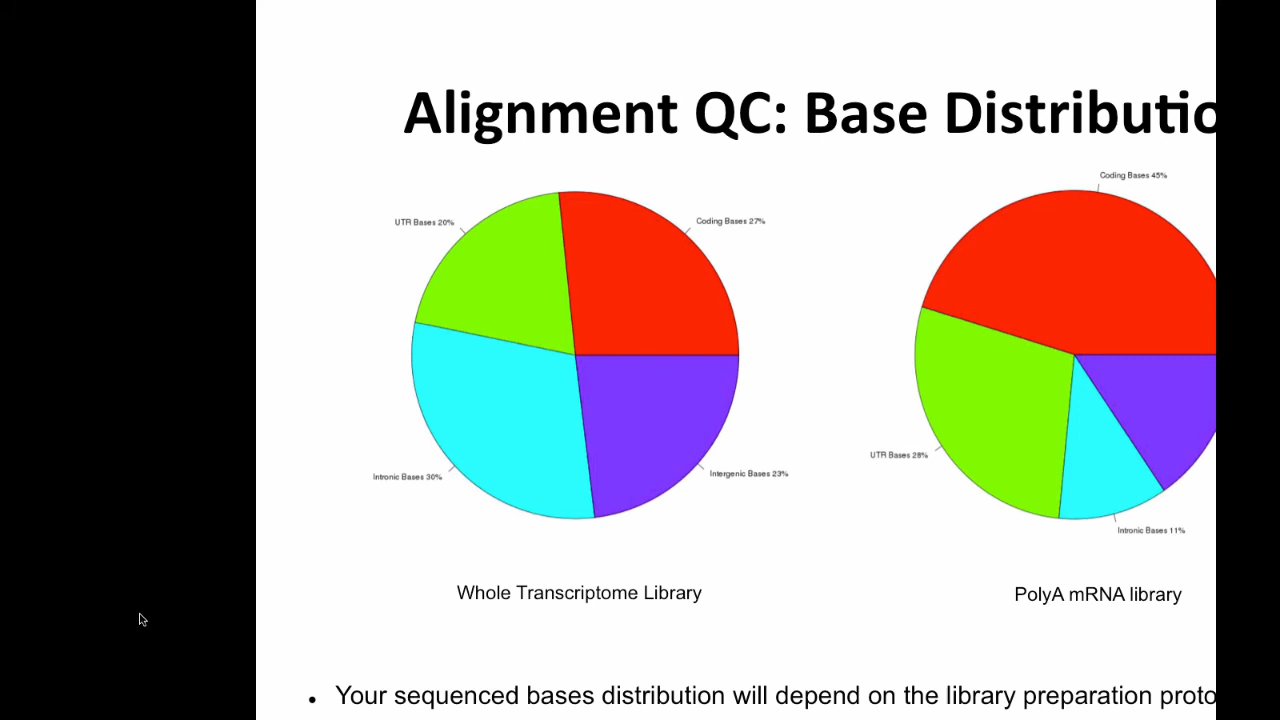 Alignment QC: Base Distributio
Coding Bases 45%
UTR Bases 20%
Coding Bases 27%
UTR Bases 28%
Intronic Bases 30%
Intergenic Bases 23%
Intronic Bases 11%
Whole Transcriptome Library
PolyA mRNA library
• Your sequenced bases distribution will depend on the library preparation proto